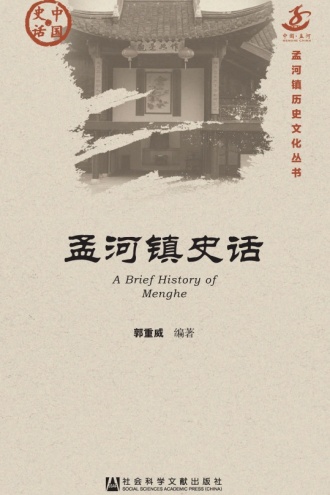 中国史话
中国·孟河
MENGHE CHINA
孟河镇历史文化丛书
孟河镇史话
A Brief History of
Menghe
郭重威 编著
社会科学文献出版社
SOCIAL SCIENCES ACADEMIC PRESS (CHINA)